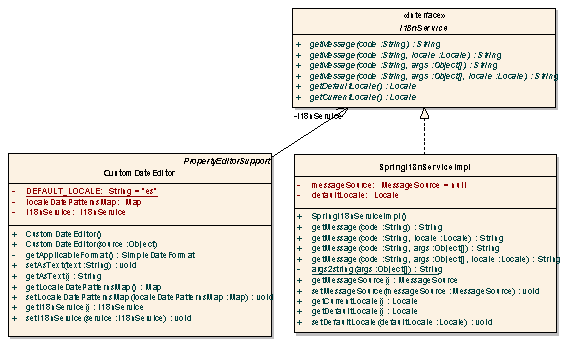 «interface»
I18nService
+ getMessage(code :String) : String
+ getMessage(code :String, locale :Locale) : String
+ getMessage(code :String, args :Object[]) : String
+ getMessage(code :String, args :Object[], locale :Locale) : String
+ getDefaultLocale() : Locale
+ getCurrentLocale() : Locale
-I18nService
PropertyEditorSupport
CustomDateEditor
- DEFAULT_LOCALE: String = "es"
- localeDatePatternsMap: Map
- I18nService: I18nService
+ CustomDateEditor()
+ CustomDateEditor(source :Object)
- getApplicableFormat() : SimpleDateFormat
+ setAsText(text :String) : void
+ getAsText() : String
+ getLocaleDatePatternsMap() : Map
+ setLocaleDatePatternsMap(localeDatePatternsMap :Map) : void
+ getI18nService() : I18nService
+ setI18nService(service :I18nService) : void
SpringI18nServiceImpl
- messageSource: MessageSource = null
- defaultLocale: Locale
+ SpringI18nServiceImpl()
+ getMessage(code :String) : String
+ getMessage(code :String, locale :Locale) : String
+ getMessage(code :String, args :Object[]) : String
+ getMessage(code :String, args :Object[], locale :Locale) : String
- args2string(args :Object[]) : String
+ getMessageSource() : MessageSource
+ setMessageSource(messageSource :MessageSource) : void
+ getCurrentLocale() : Locale
+ getDefaultLocale() : Locale
+ setDefaultLocale(defaultLocale :Locale) : void